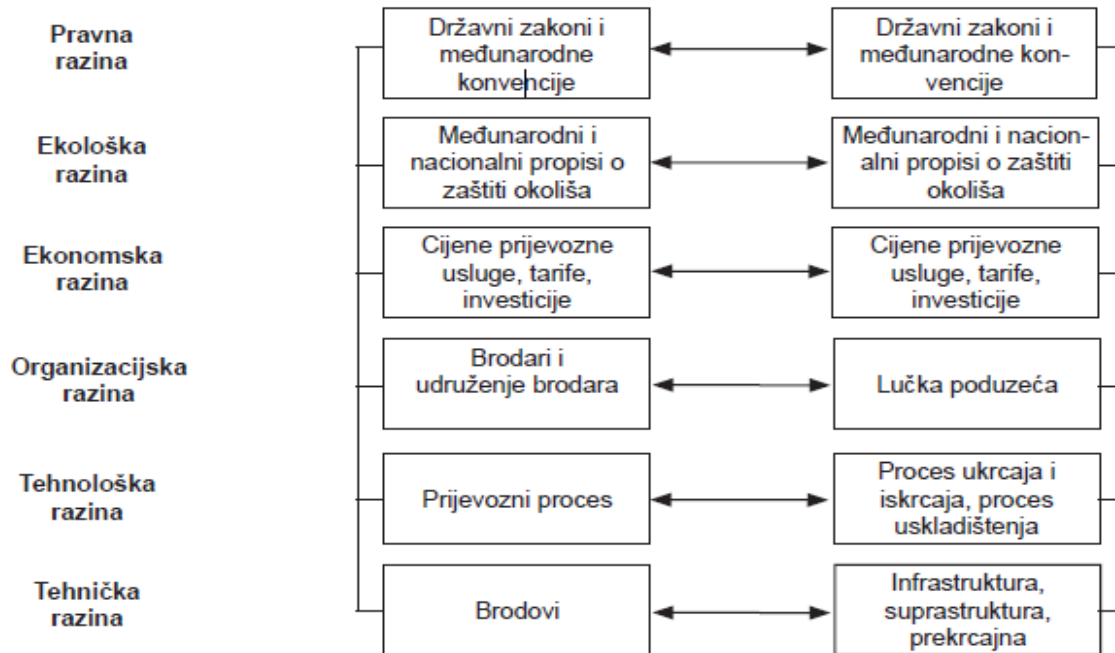 Pravna
razina
Državni zakoni i
međunarodne
konvencije
Državni zakoni i
međunarodne kon-
vencije
Ekološka
razina
Međunarodni i
nacionalni propisi o
zaštiti okoliša
Međunarodni i nacion-
alni propisi o zaštiti
okoliša
Ekonomska
razina
Cijene prijevozne
usluge, tarife,
investicije
Cijene prijevozne
usluge, tarife,
investicije
Organizacijska
razina
Brodari i
udruženje brodara
Lučka poduzeća
Tehnološka
razina
Prijevozni proces
Proces ukrcaja i
iskrcaja, proces
uskladištenja
Tehnička
razina
Brodovi
Infrastruktura,
suprastruktura,
prekrcajna